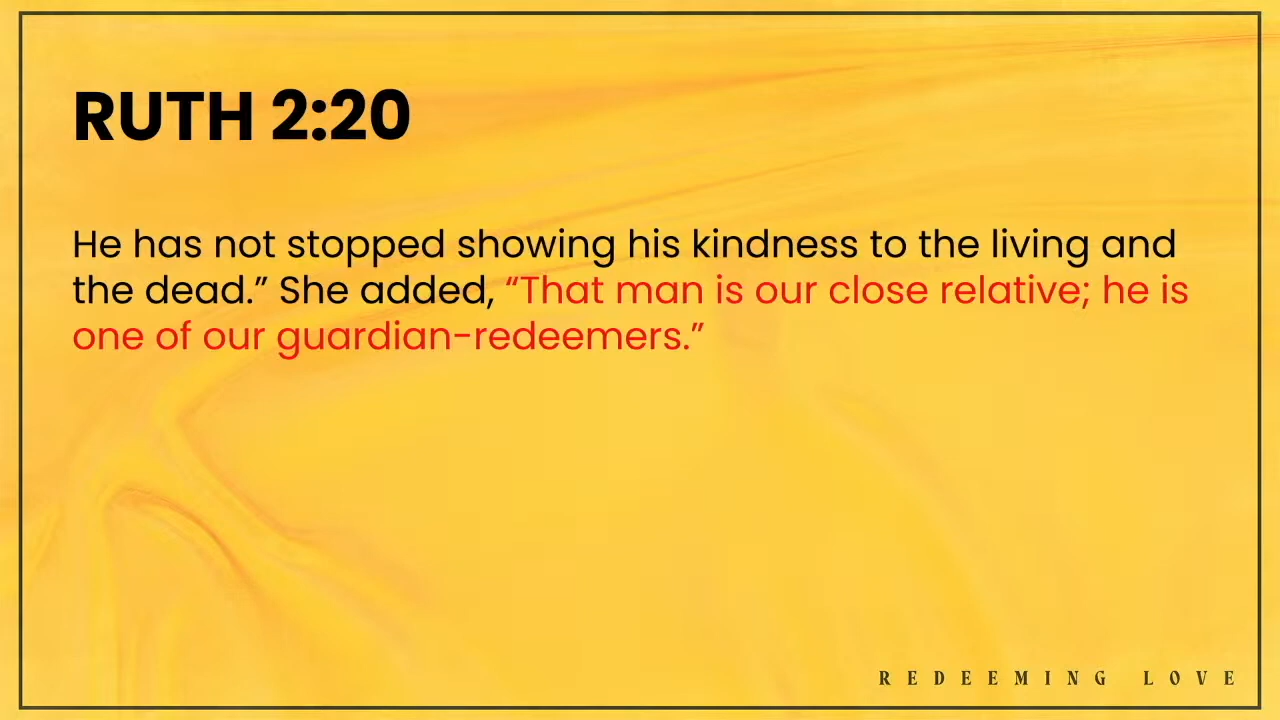 RUTH 2:20
He has not stopped showing his kindness to the living and
the dead.” She added, “That man is our close relative; he is
one of our guardian-redeemers.”
REDEEMING LOVE